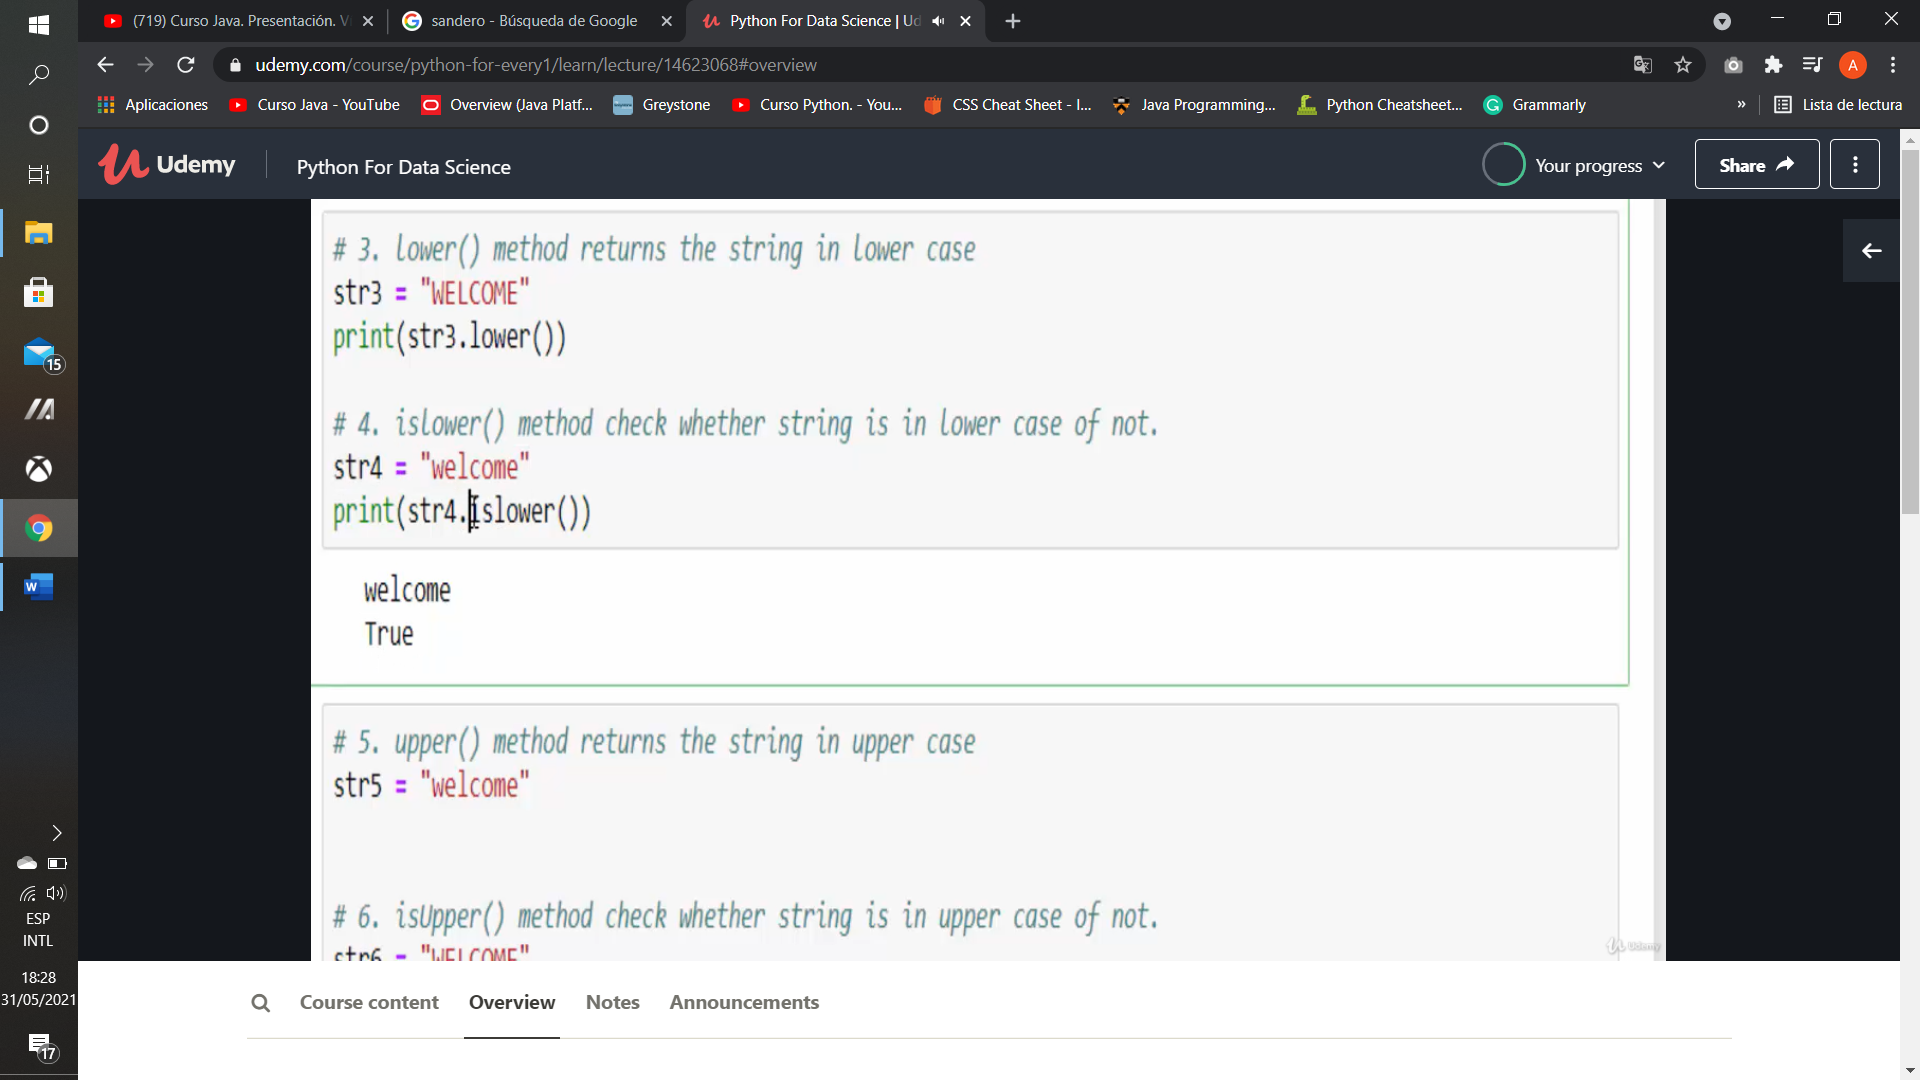 (719) Curso Java. Presentación. V
sandero - Búsqueda de Google
Python For Data Science | Ud
udemy.com/course/python-for-every1/learn/lecture/14623068#overview
A
Aplicaciones
Curso Java - YouTube
Overview (Java Platf...
Greystone
Curso Python. - You...
CSS Cheat Sheet - I...
Java Programming...
Python Cheatsheet...
Grammarly
»
Lista de lectura
Udemy
Python For Data Science
Your progress
Share
# 3. lower() method returns the string in lower case
str3 = "WELCOME"
print(str3.lower())
# 4. islower() method check whether string is in lower case of not.
str4 = "welcome"
print(str4.islower())
welcome
True
# 5. upper() method returns the string in upper case
str5 = "welcome"
# 6. isUpper() method check whether string is in upper case of not.
str6 = "WELCOME"
Udemy
Course content
Overview
Notes
Announcements
15
W
ESP
INTL
18:28
31/05/2021
17